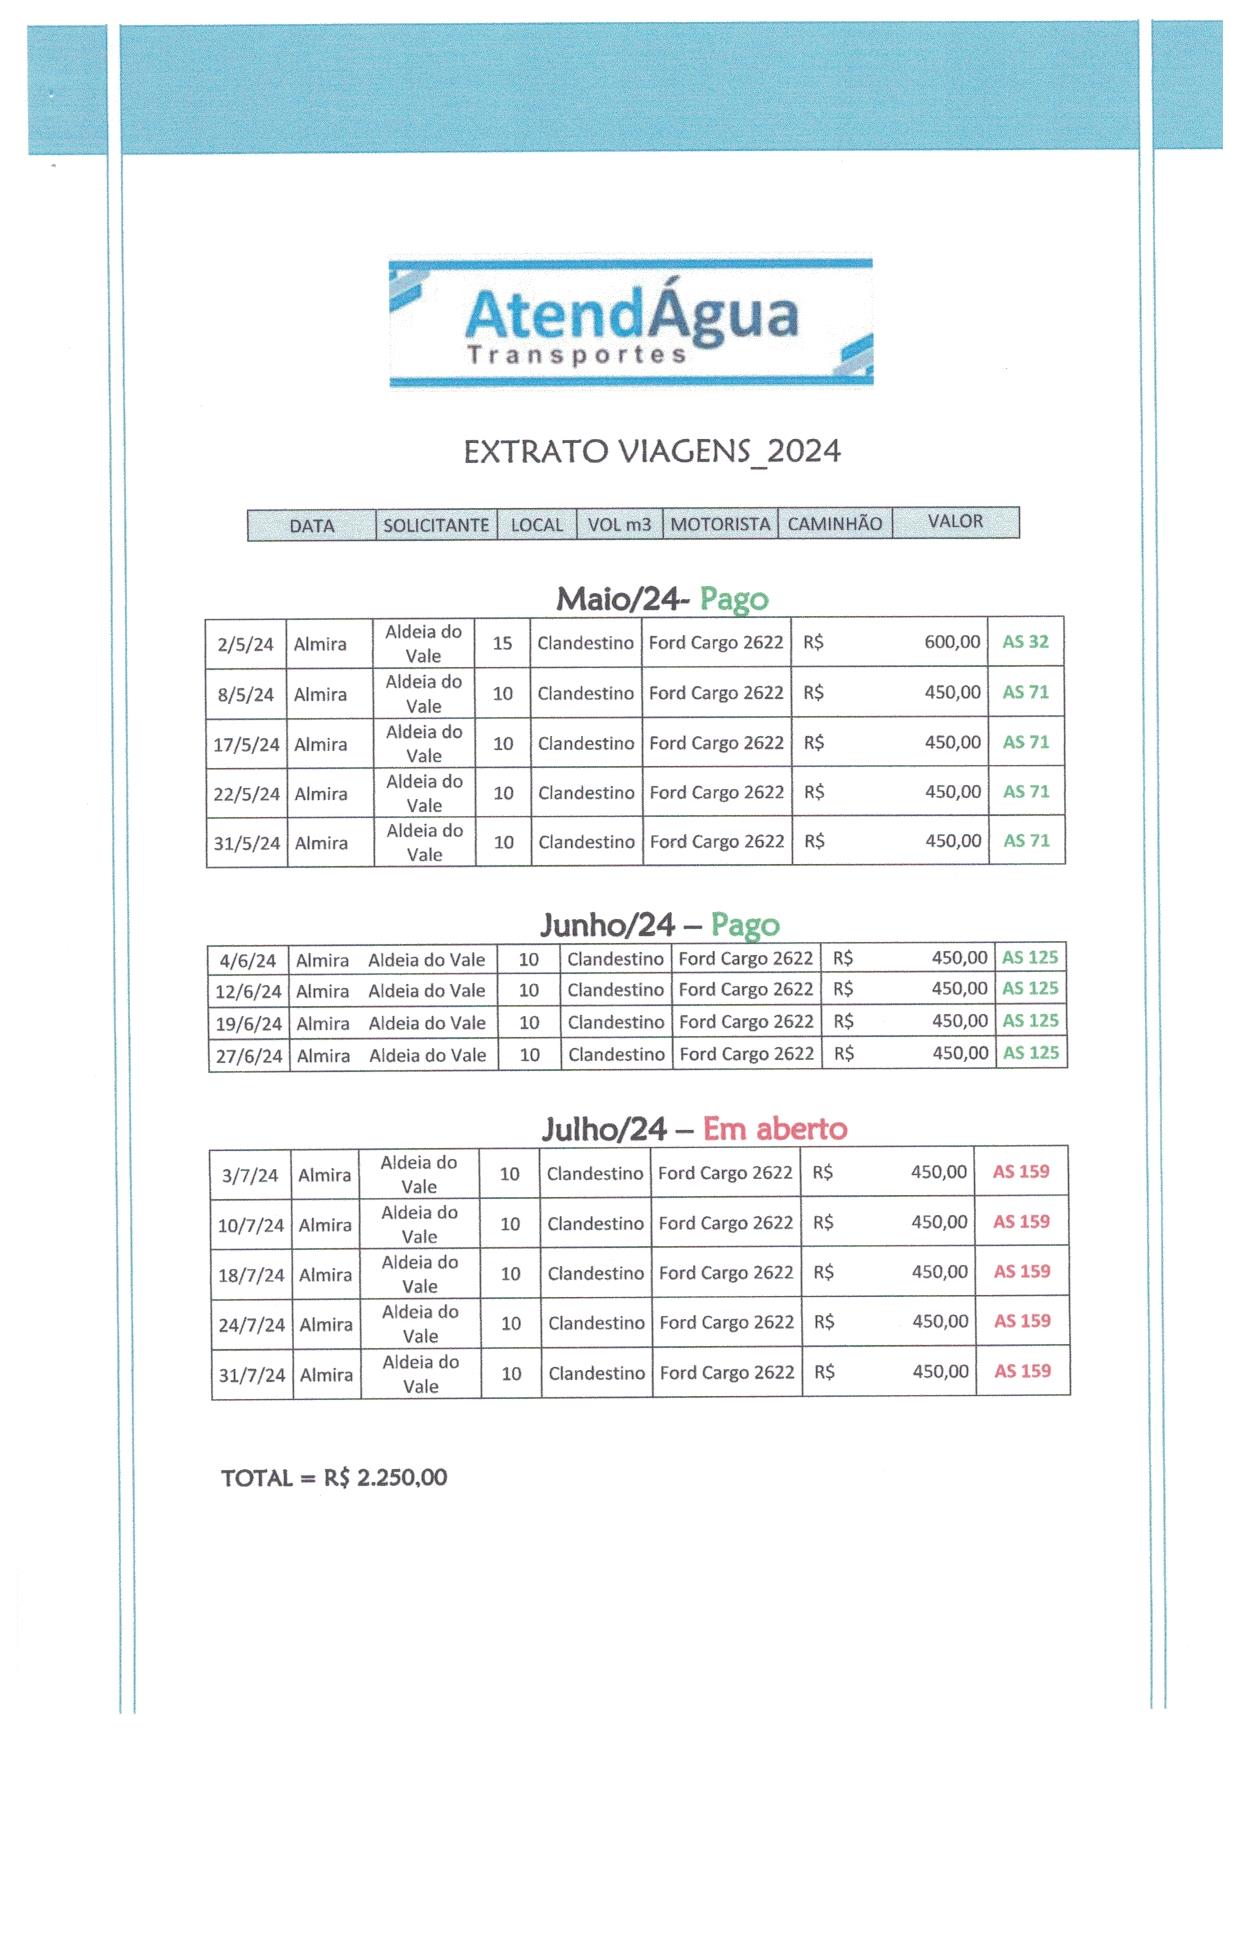 AtendÁgua
Transportes
EXTRATO VIAGENS_2024
DATA SOLICITANTE LOCAL VOL m3 MOTORISTA CAMINHÃO VALOR
Maio/24- Pago
2/5/24 Almira Aldeia do Vale 15 Clandestino Ford Cargo 2622 R$ 600,00 AS 32
8/5/24 Almira Aldeia do Vale 10 Clandestino Ford Cargo 2622 R$ 450,00 AS 71
17/5/24 Almira Aldeia do Vale 10 Clandestino Ford Cargo 2622 R$ 450,00 AS 71
22/5/24 Almira Aldeia do Vale 10 Clandestino Ford Cargo 2622 R$ 450,00 AS 71
31/5/24 Almira Aldeia do Vale 10 Clandestino Ford Cargo 2622 R$ 450,00 AS 71
Junho/24 – Pago
4/6/24 Almira Aldeia do Vale 10 Clandestino Ford Cargo 2622 R$ 450,00 AS 125
12/6/24 Almira Aldeia do Vale 10 Clandestino Ford Cargo 2622 R$ 450,00 AS 125
19/6/24 Almira Aldeia do Vale 10 Clandestino Ford Cargo 2622 R$ 450,00 AS 125
27/6/24 Almira Aldeia do Vale 10 Clandestino Ford Cargo 2622 R$ 450,00 AS 125
Julho/24 – Em aberto
3/7/24 Almira Aldeia do Vale 10 Clandestino Ford Cargo 2622 R$ 450,00 AS 159
10/7/24 Almira Aldeia do Vale 10 Clandestino Ford Cargo 2622 R$ 450,00 AS 159
18/7/24 Almira Aldeia do Vale 10 Clandestino Ford Cargo 2622 R$ 450,00 AS 159
24/7/24 Almira Aldeia do Vale 10 Clandestino Ford Cargo 2622 R$ 450,00 AS 159
31/7/24 Almira Aldeia do Vale 10 Clandestino Ford Cargo 2622 R$ 450,00 AS 159
TOTAL = R$ 2.250,00